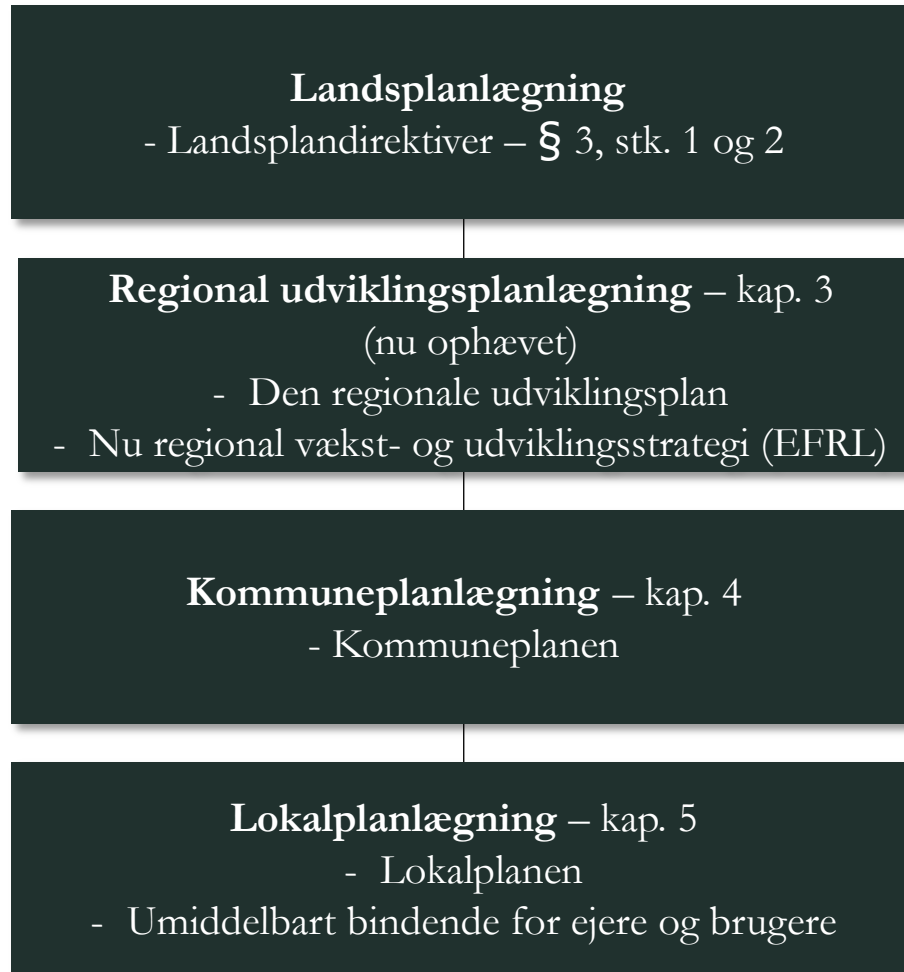 Landsplanlægning
- Landsplandirektiver – § 3, stk. 1 og 2
Regional udviklingsplanlægning – kap. 3
(nu ophævet)
- Den regionale udviklingsplan
- Nu regional vækst- og udviklingsstrategi (EFRL)
Kommuneplanlægning – kap. 4
- Kommuneplanen
Lokalplanlægning – kap. 5
- Lokalplanen
- Umiddelbart bindende for ejere og brugere